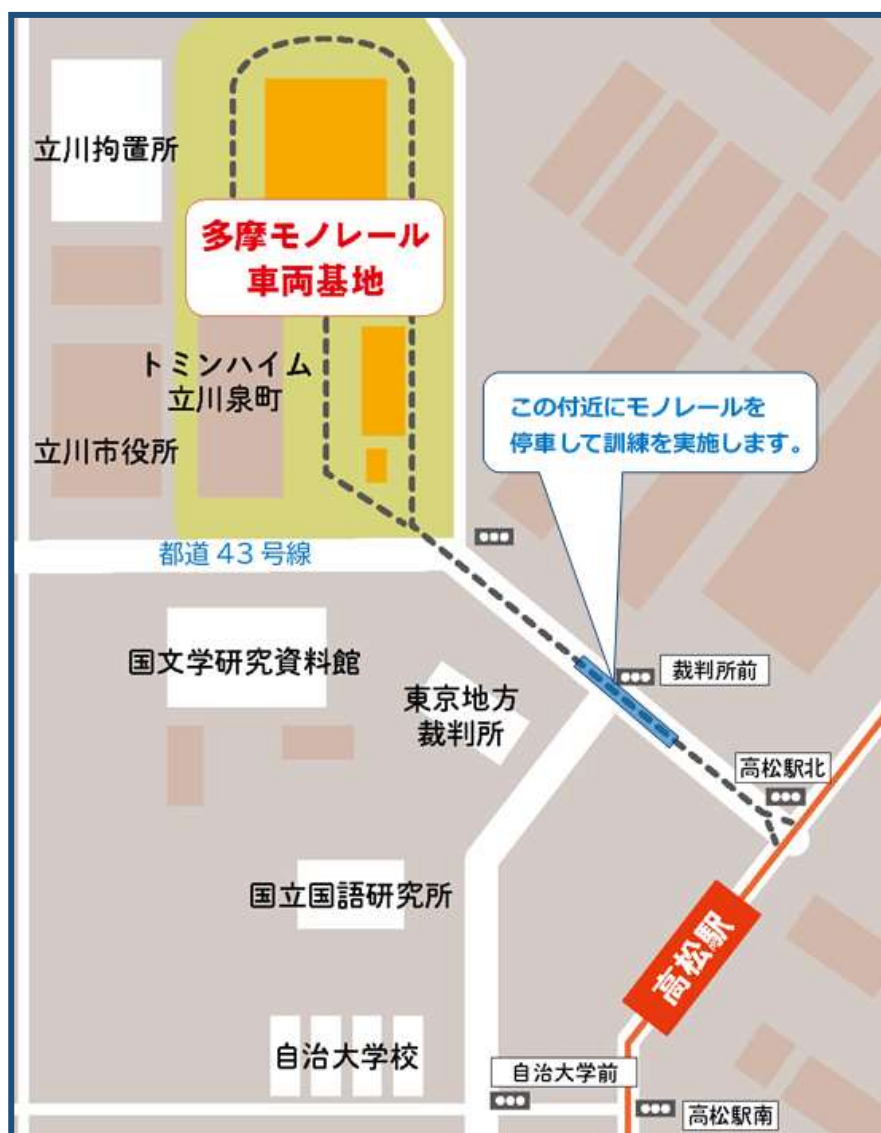 立川拘置所
多摩モノレール
車両基地
トミンハイム
立川泉町
立川市役所
この付近にモノレールを
停車して訓練を実施します。
都道43号線
国文学研究資料館
東京地方
裁判所
裁判所前
高松駅北
国立国語研究所
高松駅
自治大学校
自治大学前
高松駅南